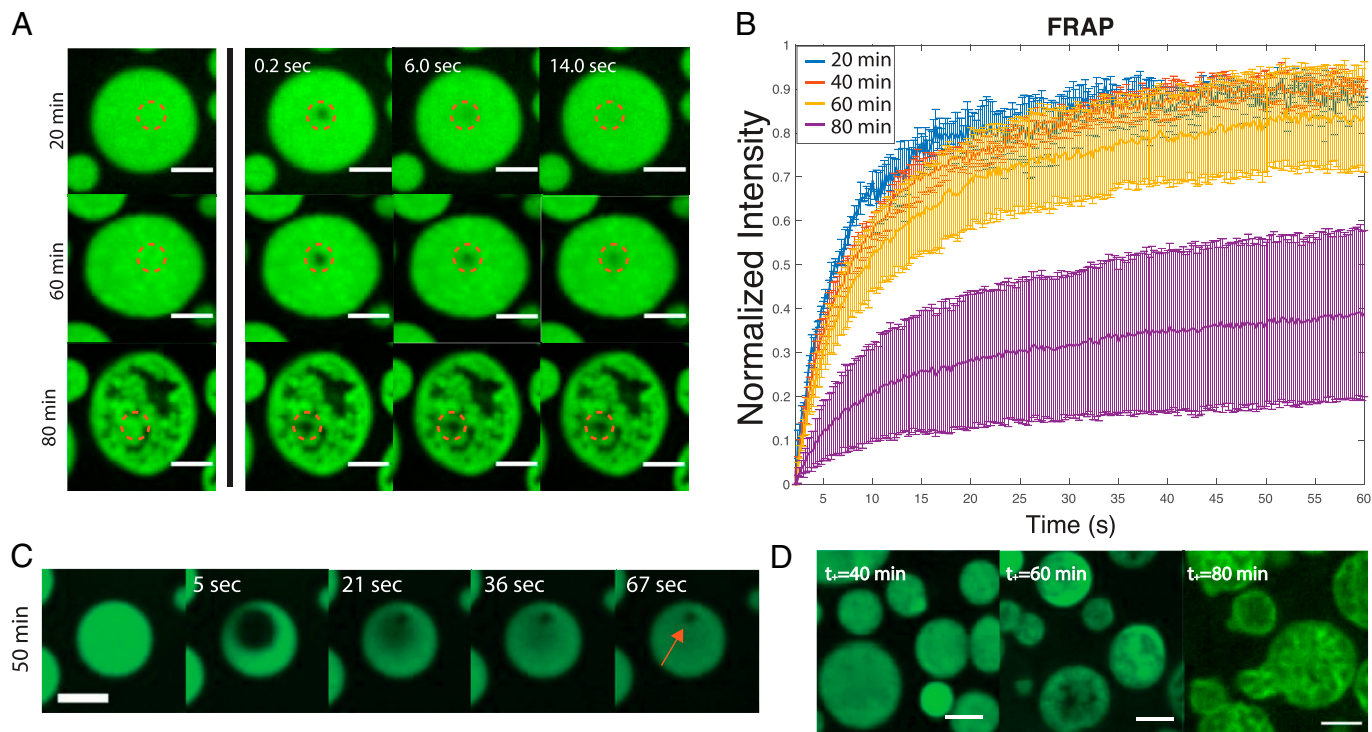 A
20 min
0.2 sec
6.0 sec
14.0 sec
60 min
80 min
B
FRAP
20 min
40 min
60 min
80 min
Normalized Intensity
1
0.9
0.8
0.7
0.6
0.5
0.4
0.3
0.2
0.1
0
5
10
15
20
25
30
35
40
45
50
55
60
Time (s)
C
50 min
5 sec
21 sec
36 sec
67 sec
D
t+=40 min
t+=60 min
t+=80 min